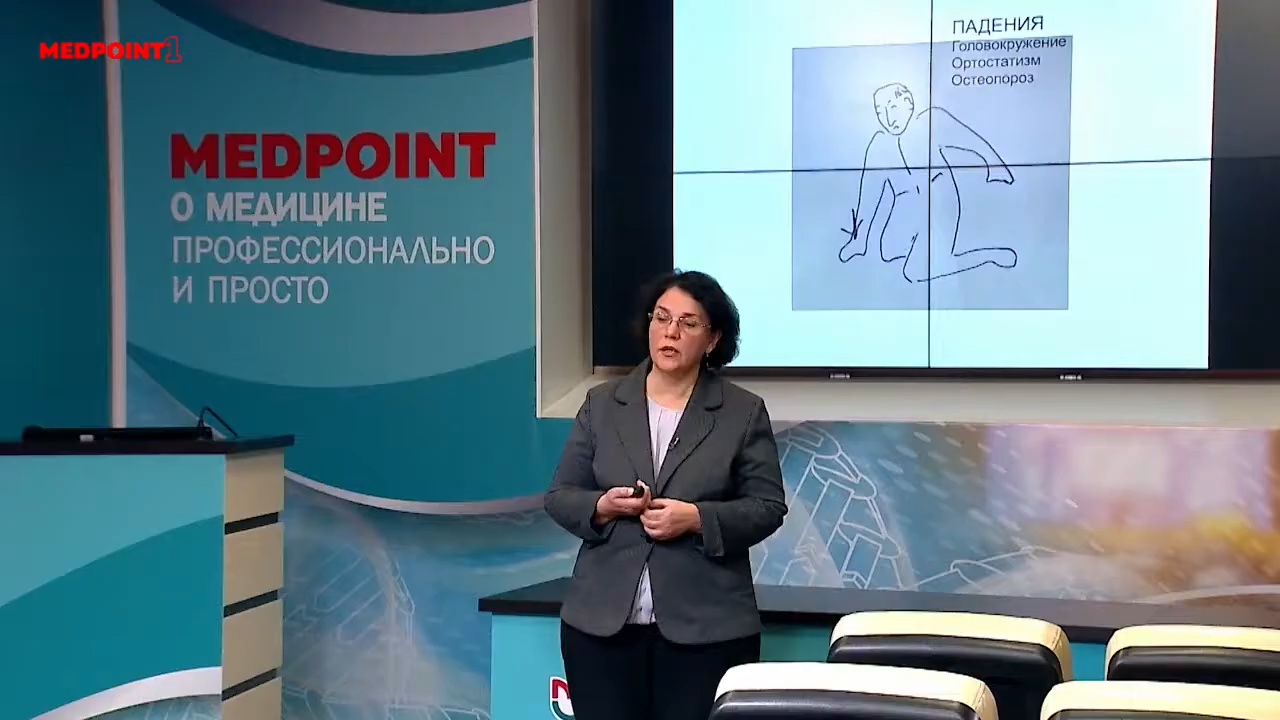 MEDPOINT1
MEDPOINT
О МЕДИЦИНЕ
ПРОФЕССИОНАЛЬНО
И ПРОСТО
ПАДЕНИЯ
Головокружение
Ортостатизм
Остеопороз